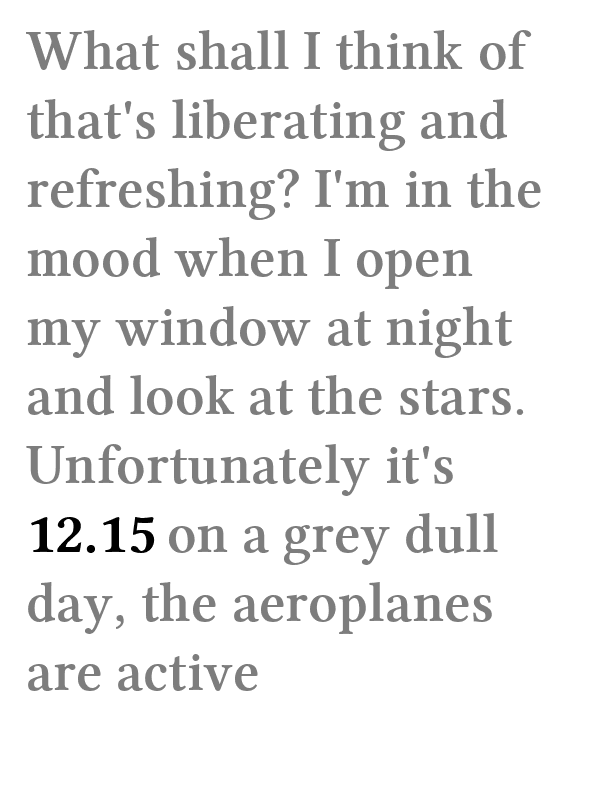 What shall I think of
that's liberating and
refreshing? I'm in the
mood when I open
my window at night
and look at the stars.
Unfortunately it's
12.15 on a grey dull
day, the aeroplanes
are active